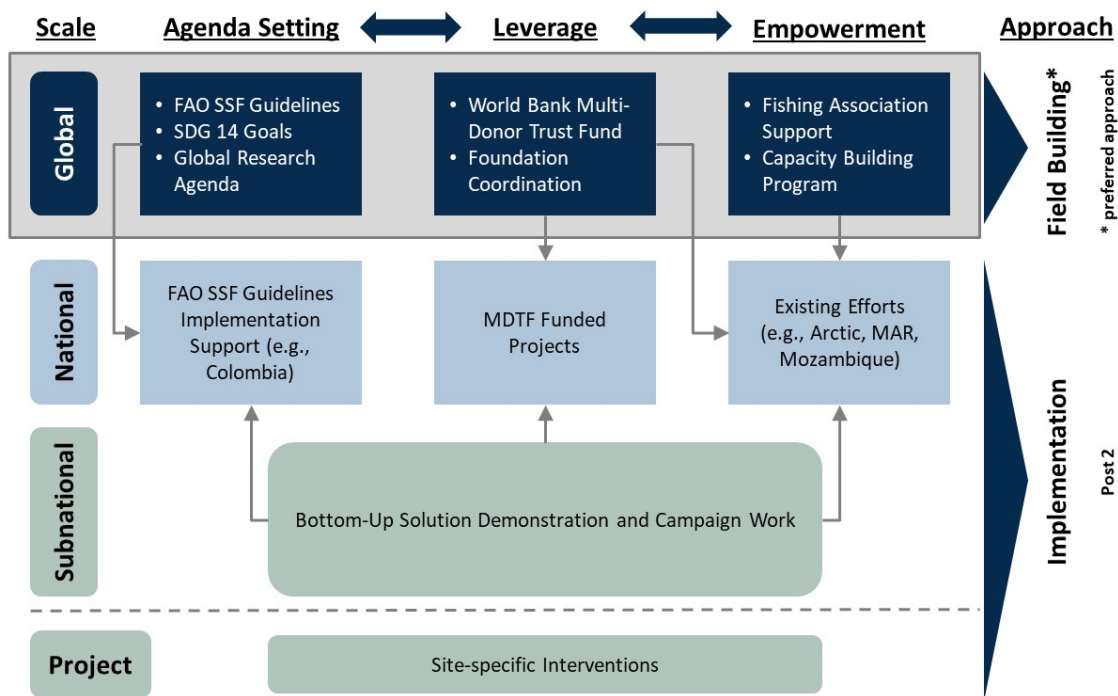 Scale
Agenda Setting
Leverage
Empowerment
Approach
Global
• FAO SSF Guidelines
• SDG 14 Goals
• Global Research
Agenda
• World Bank Multi-
Donor Trust Fund
• Foundation
Coordination
• Fishing Association
Support
• Capacity Building
Program
Field Building*
* preferred approach
National
FAO SSF Guidelines
Implementation
Support (e.g.,
Colombia)
MDTF Funded
Projects
Existing Efforts
(e.g., Arctic, MAR,
Mozambique)
Implementation
Post 2
Subnational
Bottom-Up Solution Demonstration and Campaign Work
Project
Site-specific Interventions